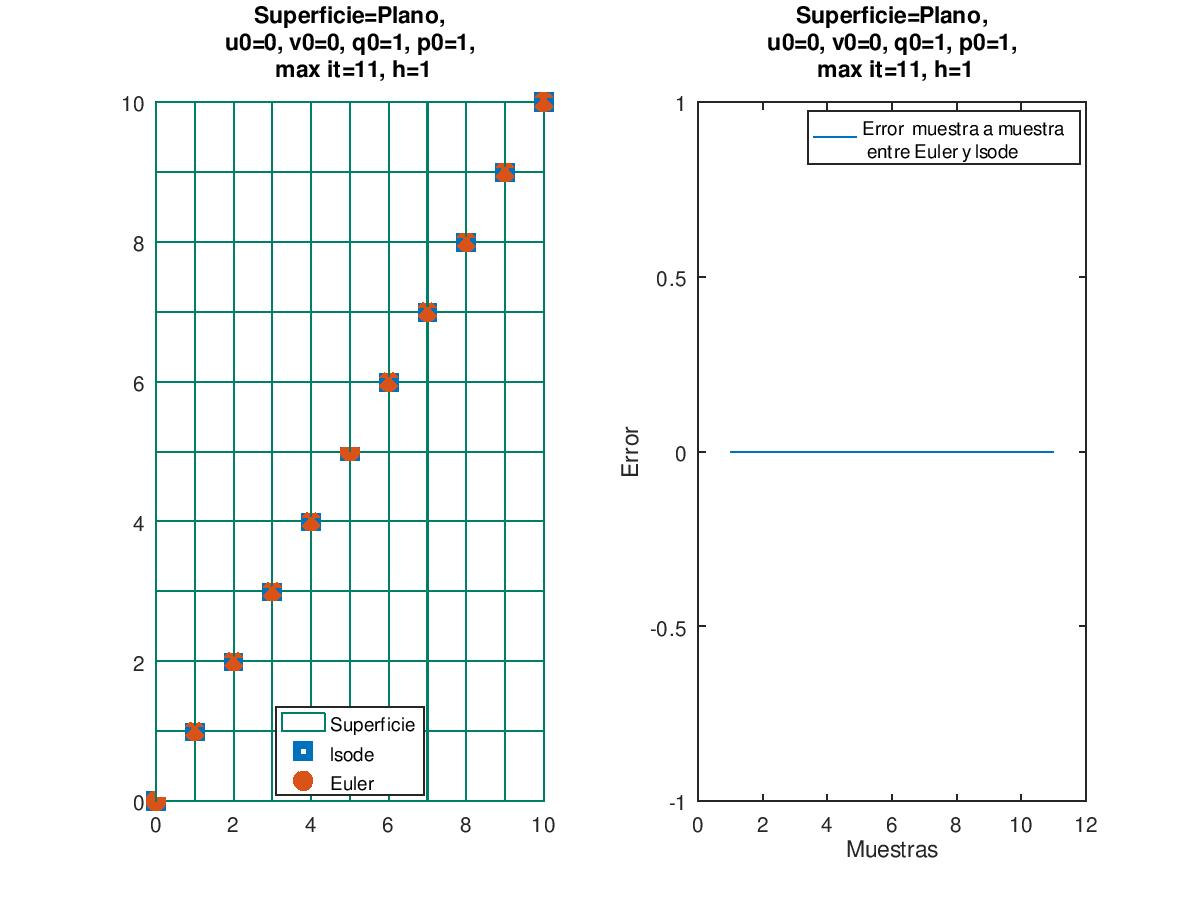 Superficie=Plano,
u0=0, v0=0, q0=1, p0=1,
max it=11, h=1
10
8
6
4
2
0
0 2 4 6 8 10
Superficie
lsode
Euler
Superficie=Plano,
u0=0, v0=0, q0=1, p0=1,
max it=11, h=1
1
0.5
0
-0.5
-1
Error
Error muestra a muestra
entre Euler y lsode
0 2 4 6 8 10 12
Muestras